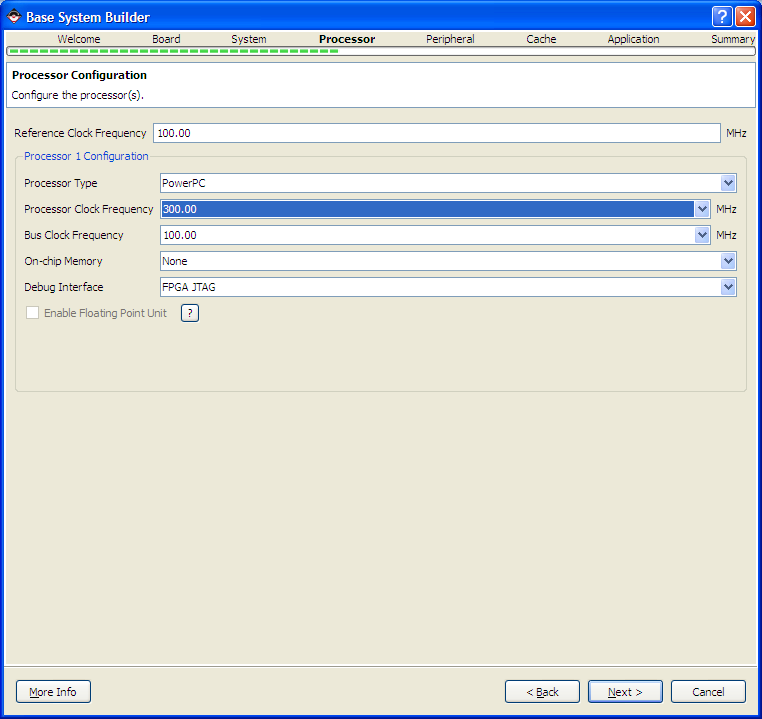 Base System Builder
?
Welcome Board System Processor Peripheral Cache Application Summary
Processor Configuration
Configure the processor(s).
Reference Clock Frequency 100.00 MHz
Processor 1 Configuration
Processor Type PowerPC
Processor Clock Frequency 300.00 MHz
Bus Clock Frequency 100.00 MHz
On-chip Memory None
Debug Interface FPGA JTAG
Enable Floating Point Unit ?
More Info < Back Next > Cancel